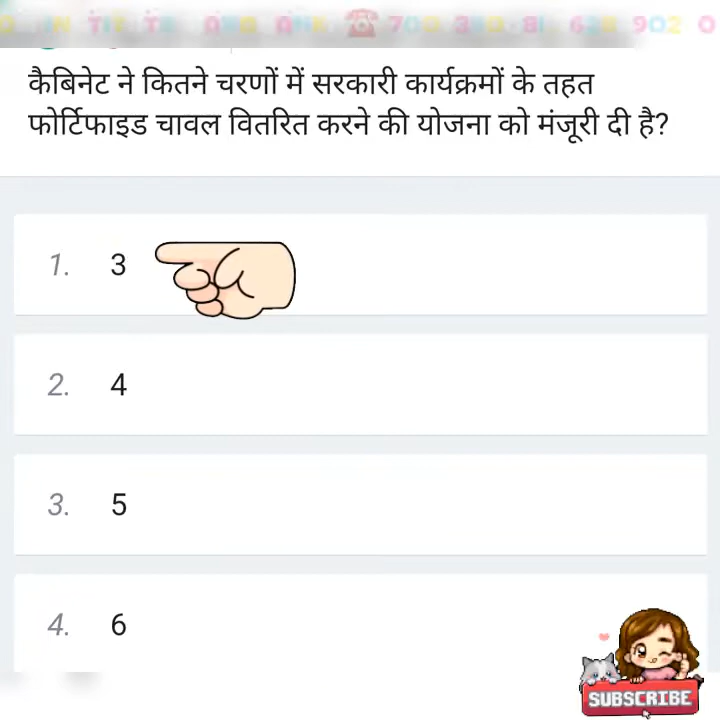 कैबिनेट ने कितने चरणों में सरकारी कार्यक्रमों के तहत
फोर्टिफाइड चावल वितरित करने की योजना को मंजूरी दी है?
1. 3
2. 4
3. 5
4. 6
SUBSCRIBE